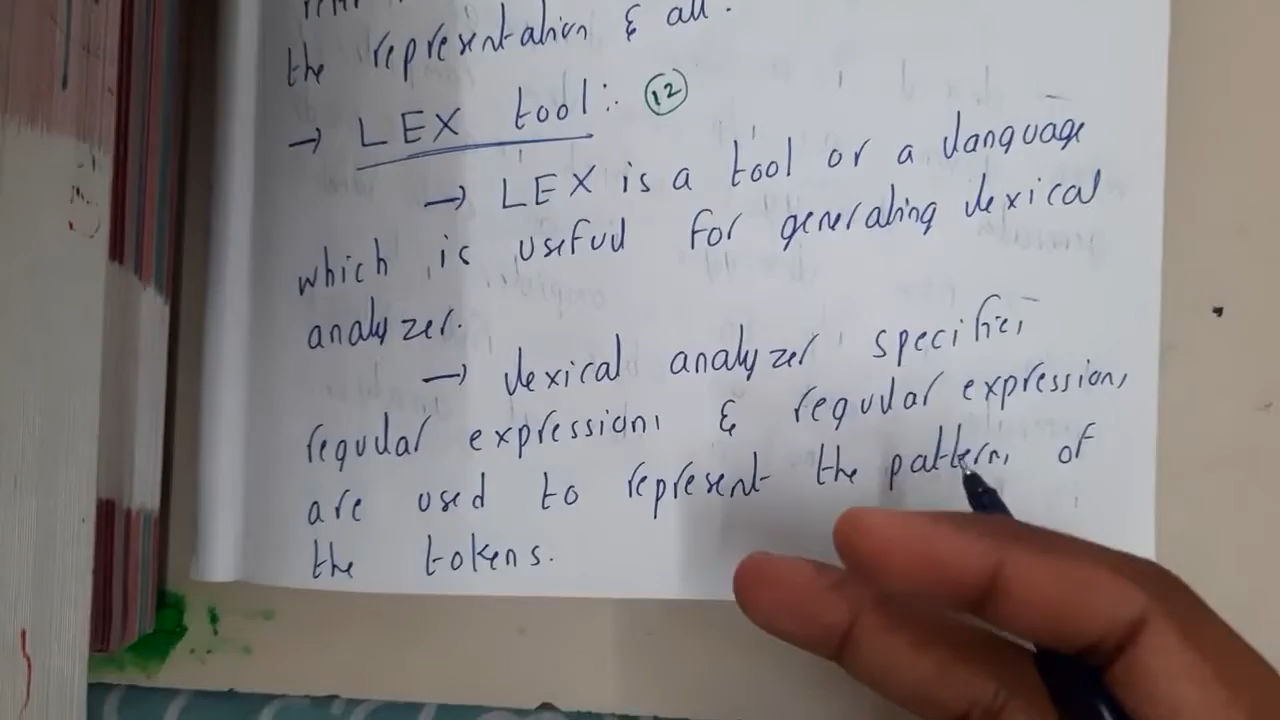 the representation & all.
→ LEX tool:. 12
→ LEX is a tool or a language
which is useful for generating lexical
analyzer.
→ lexical analyzer specifies
regular expressions & regular expressions
are used to represent the patterns of
the tokens.